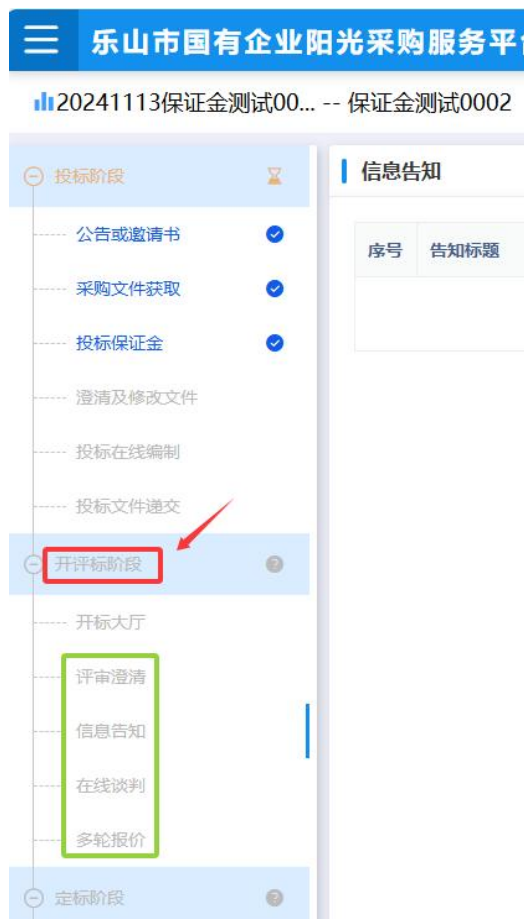 乐山市国有企业阳光采购服务平台
20241113保证金测试00... -- 保证金测试0002
投标阶段
信息告知
公告或邀请书
序号 告知标题
采购文件获取
投标保证金
澄清及修改文件
投标在线编制
投标文件递交
开评标阶段
开标大厅
评审澄清
信息告知
在线谈判
多轮报价
定标阶段